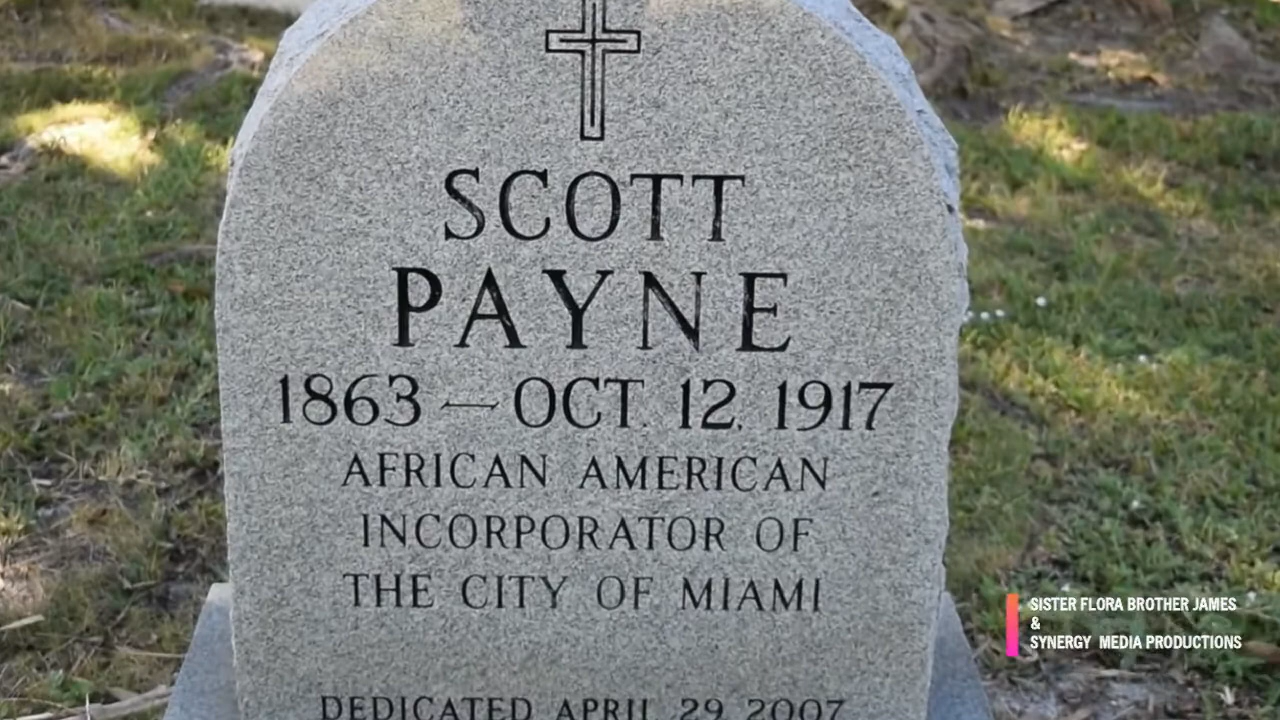 SCOTT
PAYNE
1863 — OCT. 12, 1917
AFRICAN AMERICAN
INCORPORATOR OF
THE CITY OF MIAMI
DEDICATED APRIL 29, 2007
SISTER FLORA BROTHER JAMES
&
SYNERGY MEDIA PRODUCTIONS